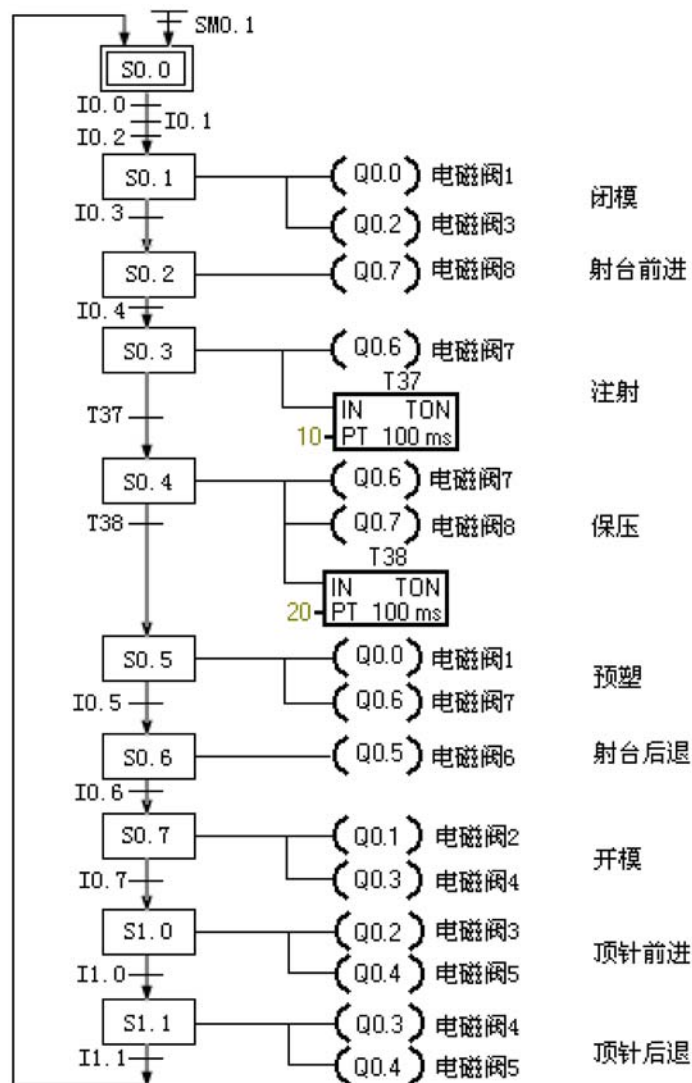 SM0.1
S0.0
I0.0
I0.1
I0.2
S0.1 Q0.0 电磁阀1
闭模
I0.3 Q0.2 电磁阀3
S0.2 Q0.7 电磁阀8 射台前进
I0.4
S0.3 Q0.6 电磁阀7
T37
注射
T37 IN TON
10 PT 100 ms
S0.4 Q0.6 电磁阀7
T38 Q0.7 电磁阀8 保压
T38
IN TON
20 PT 100 ms
S0.5 Q0.0 电磁阀1
预塑
I0.5 Q0.6 电磁阀7
S0.6 Q0.5 电磁阀6 射台后退
I0.6
S0.7 Q0.1 电磁阀2
开模
I0.7 Q0.3 电磁阀4
S1.0 Q0.2 电磁阀3
顶针前进
I1.0 Q0.4 电磁阀5
S1.1 Q0.3 电磁阀4
顶针后退
I1.1 Q0.4 电磁阀5